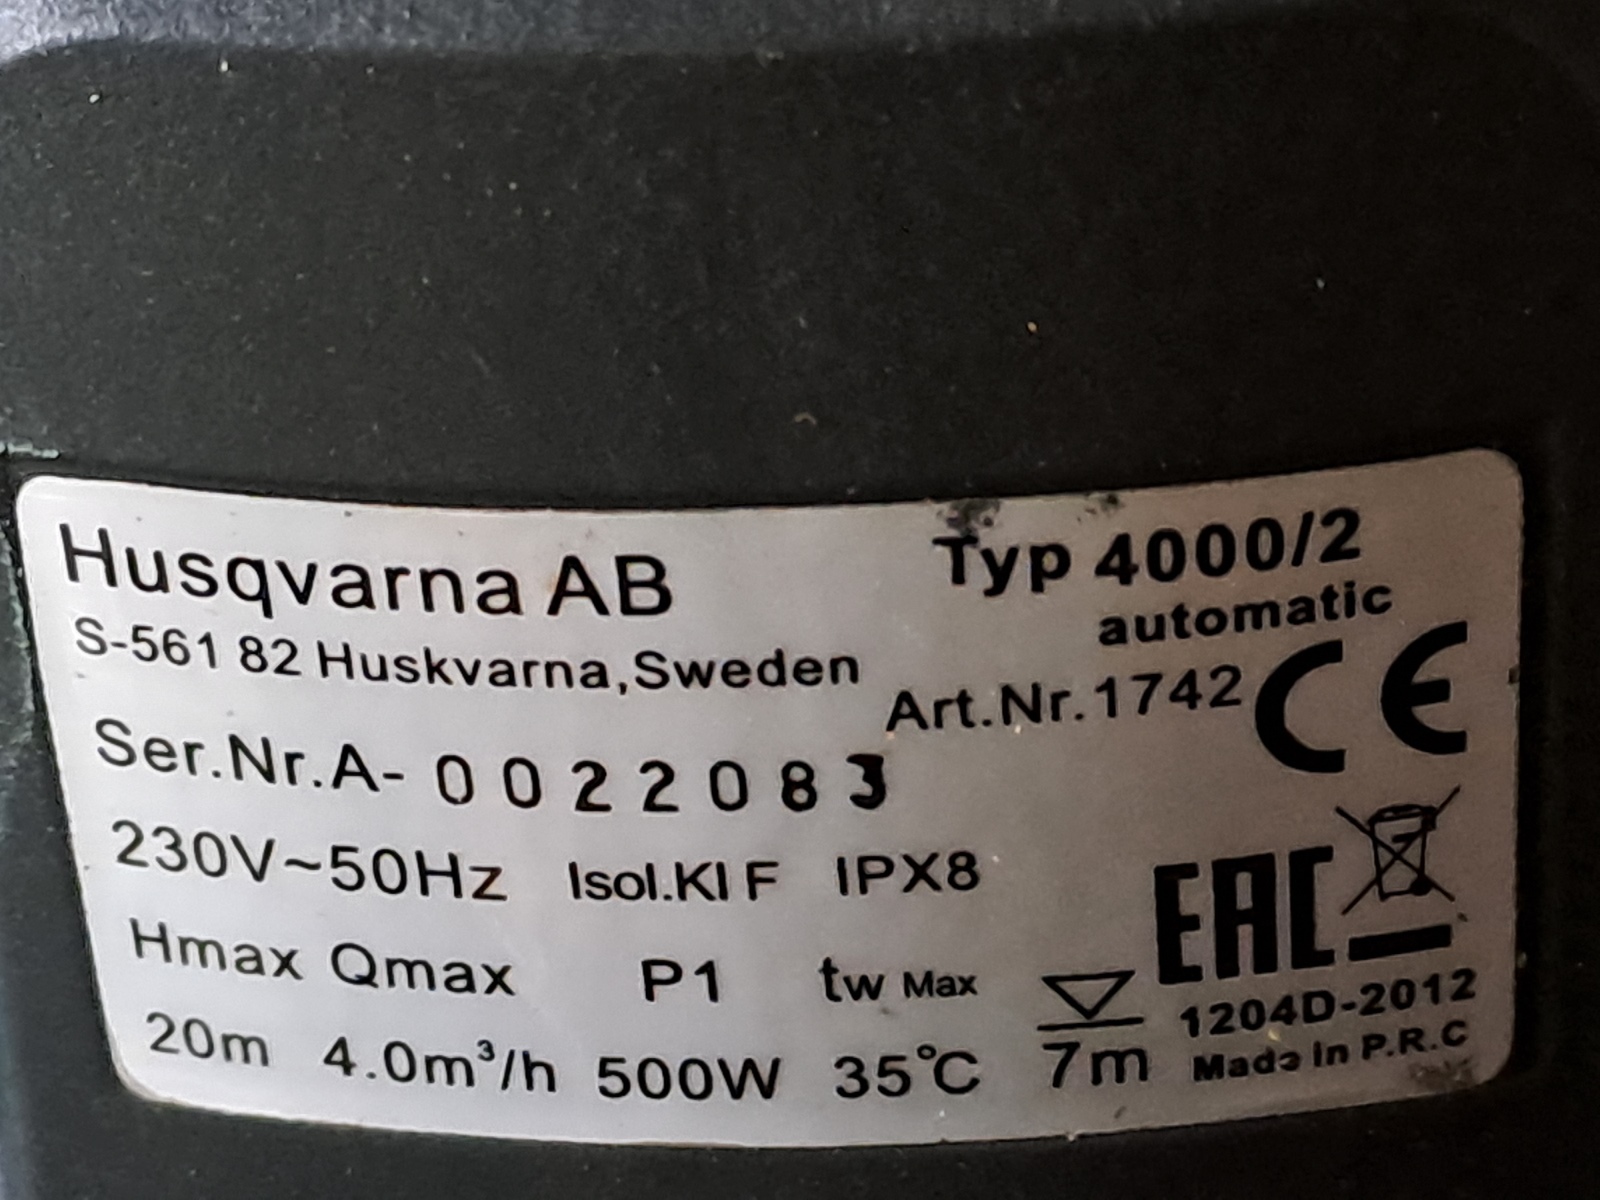 Husqvarna AB
S-561 82 Huskvarna,Sweden
Typ 4000/2
automatic
Art.Nr.1742
CE
Ser.Nr.A- 0022083
230V~50Hz Isol.Kl F IPX8
EAC
Hmax Qmax P1 tw Max
20m 4.0m³/h 500W 35°C 7m
1204D-2012
Made In P.R.C